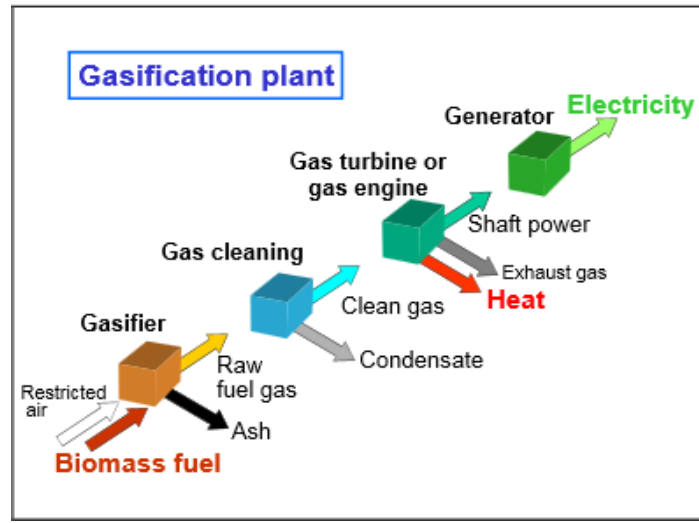 Gasification plant
Electricity
Generator
Gas turbine or
gas engine
Shaft power
Exhaust gas
Heat
Gas cleaning
Clean gas
Condensate
Gasifier
Raw
fuel gas
Ash
Restricted
air
Biomass fuel